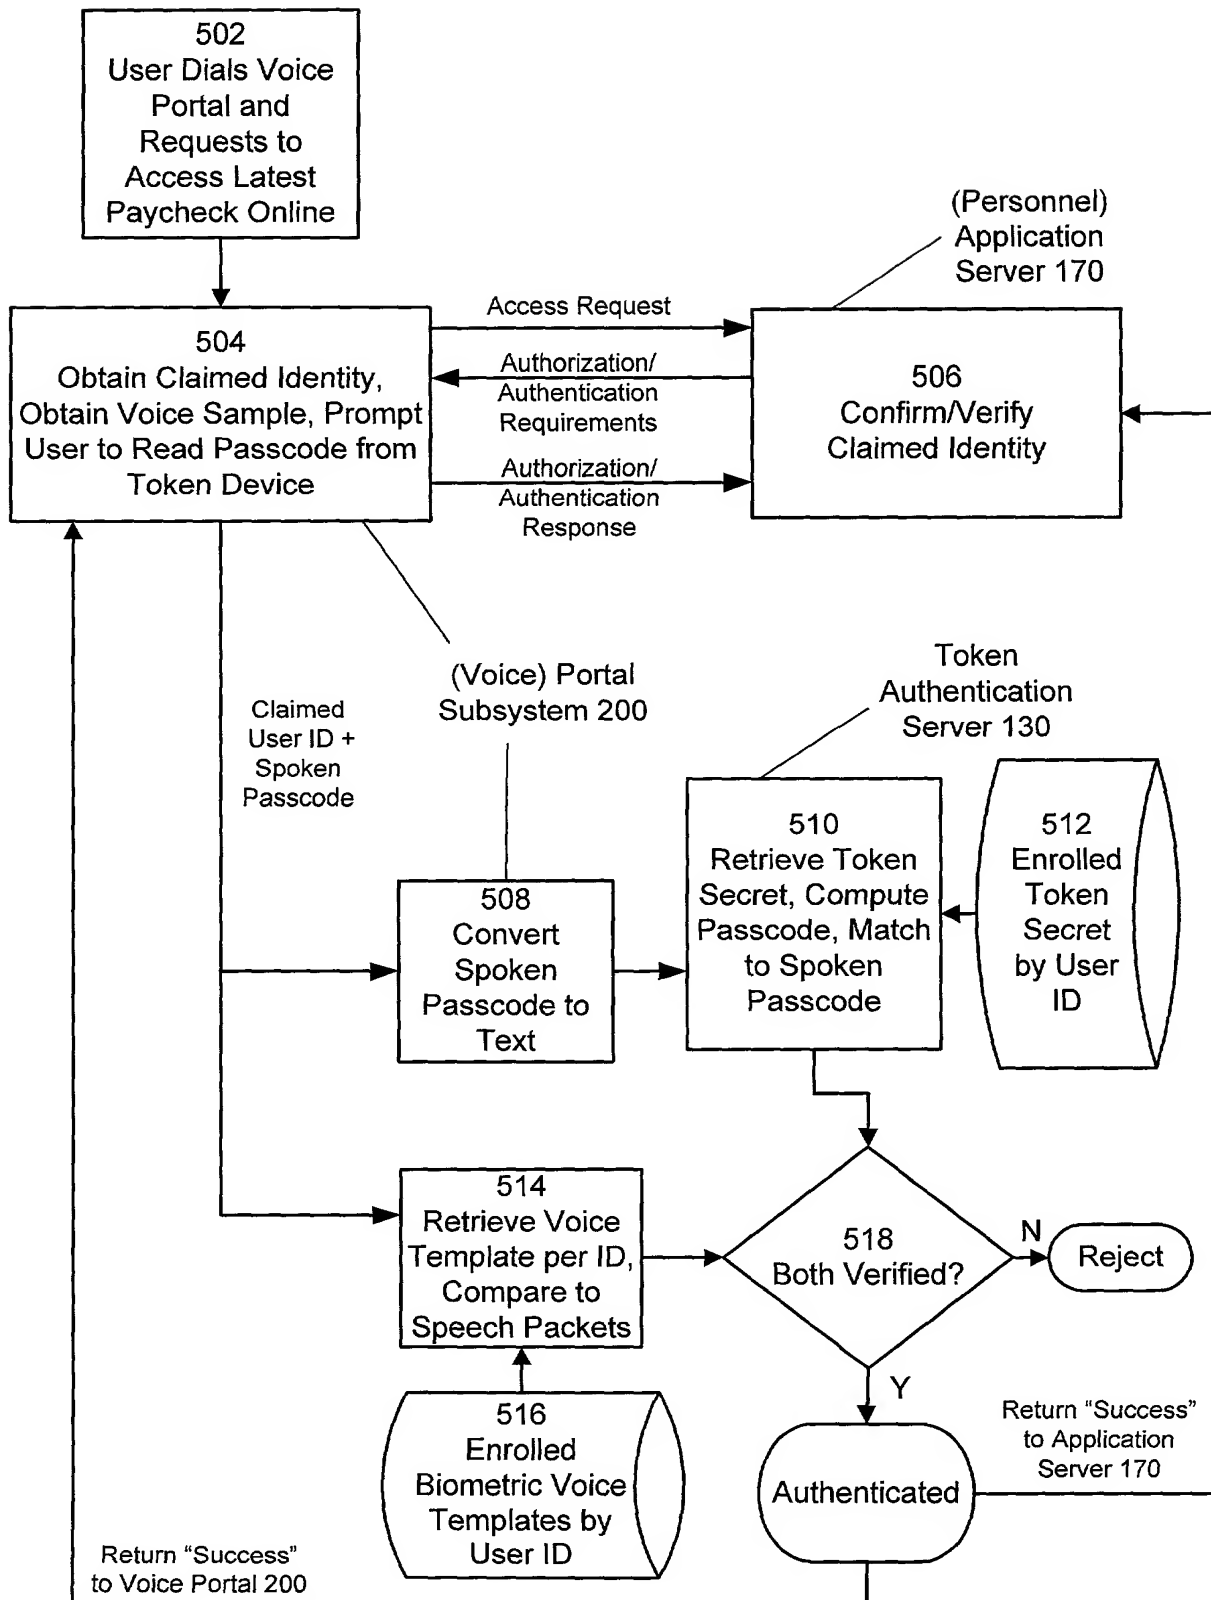 502
User Dials Voice
Portal and
Requests to
Access Latest
Paycheck Online
(Personnel)
Application
Server 170
504
Obtain Claimed Identity,
Obtain Voice Sample, Prompt
User to Read Passcode from
Token Device
Access Request
Authorization/
Authentication
Requirements
Authorization/
Authentication
Response
506
Confirm/Verify
Claimed Identity
(Voice) Portal
Subsystem 200
Token
Authentication
Server 130
Claimed
User ID +
Spoken
Passcode
508
Convert
Spoken
Passcode to
Text
510
Retrieve Token
Secret, Compute
Passcode, Match
to Spoken
Passcode
512
Enrolled
Token
Secret
by User
ID
514
Retrieve Voice
Template per ID,
Compare to
Speech Packets
518
Both Verified?
N
Reject
Y
516
Enrolled
Biometric Voice
Templates by
User ID
Authenticated
Return “Success”
to Application
Server 170
Return “Success”
to Voice Portal 200